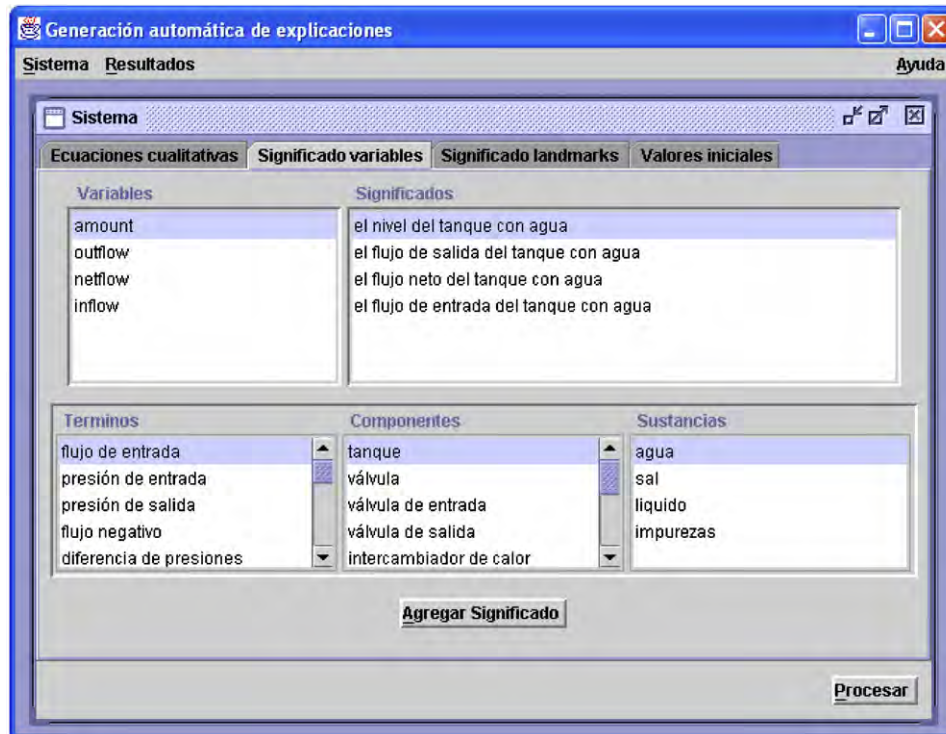 Generación automática de explicaciones
Sistema Resultados Ayuda
Sistema
Ecuaciones cualitativas Significado variables Significado landmarks Valores iniciales
Variables Significados
amount el nivel del tanque con agua
outflow el flujo de salida del tanque con agua
netflow el flujo neto del tanque con agua
inflow el flujo de entrada del tanque con agua
Terminos Componentes Sustancias
flujo de entrada tanque agua
presión de entrada válvula sal
presión de salida válvula de entrada liquido
flujo negativo válvula de salida impurezas
diferencia de presiones intercambiador de calor
Agregar Significado
Procesar